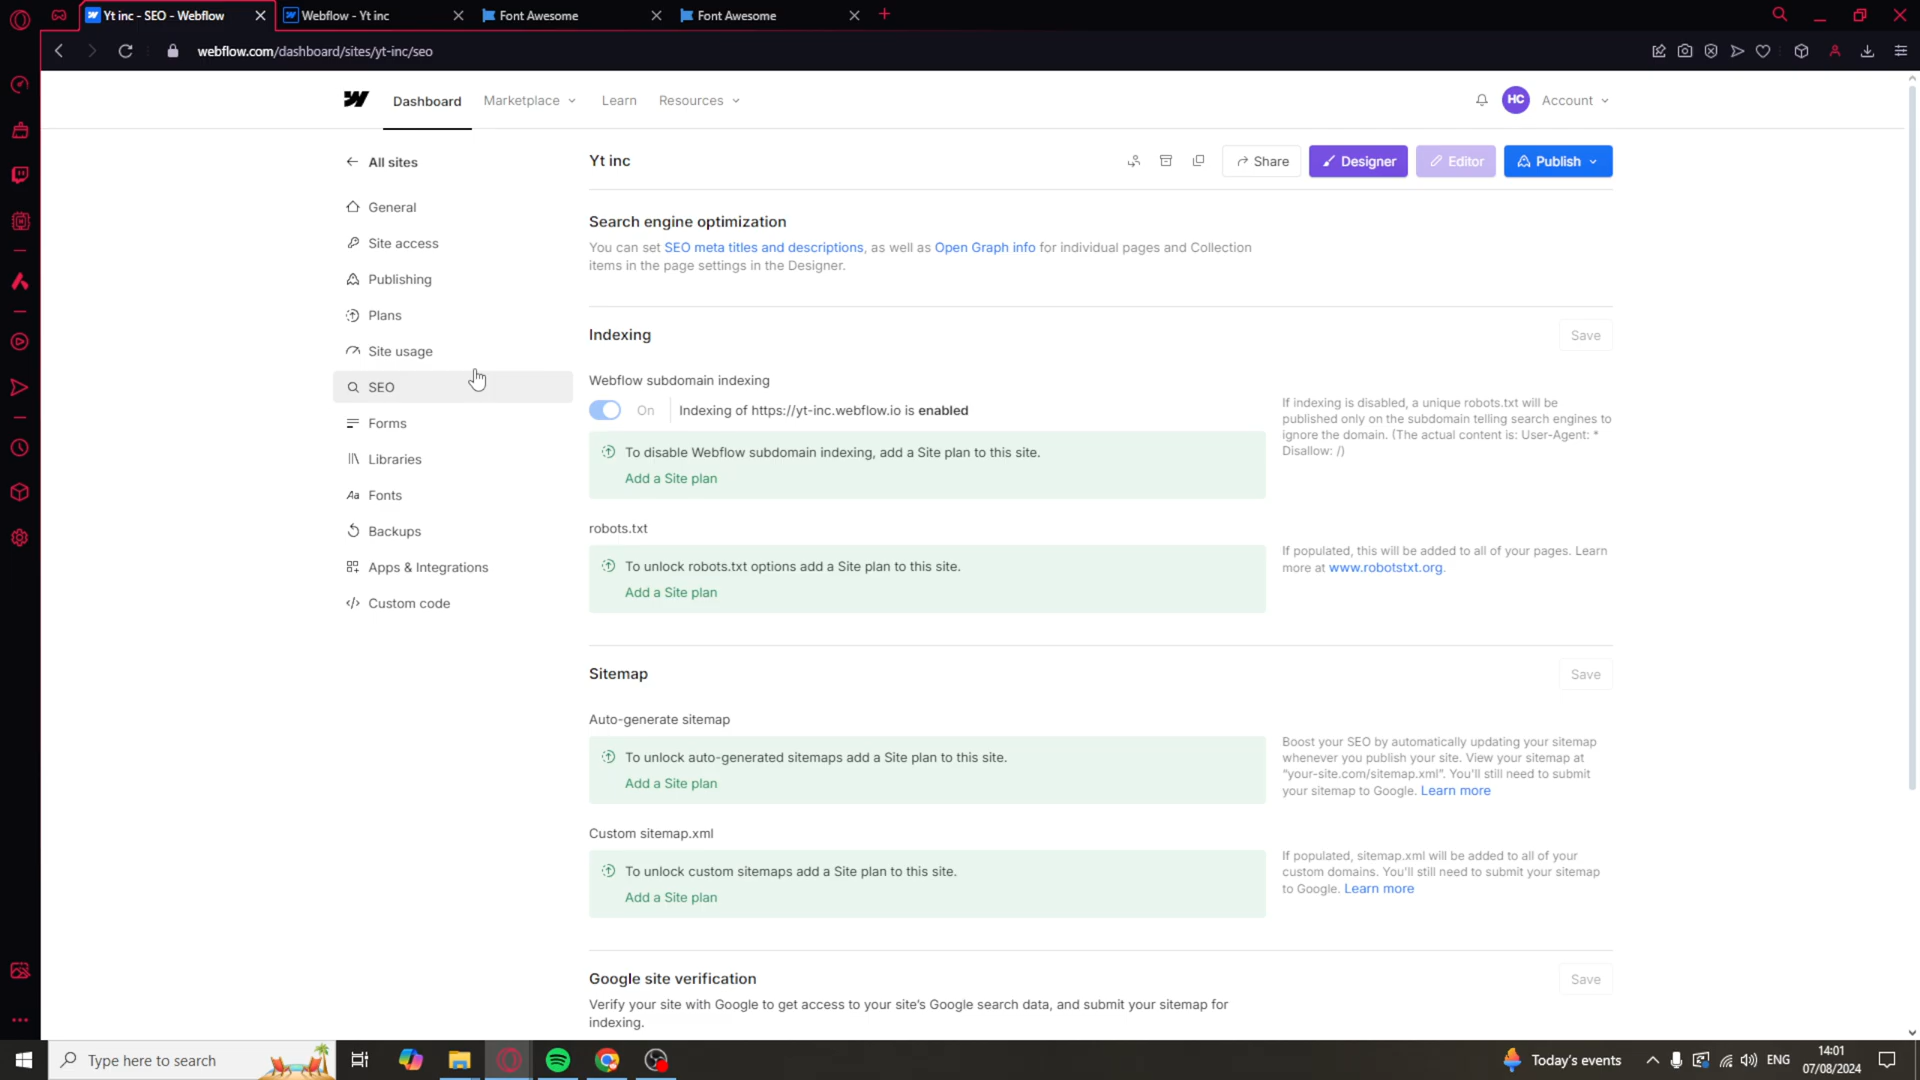 Yt inc - SEO - Webflow
Webflow - Yt inc
Font Awesome
Font Awesome
webflow.com/dashboard/sites/yt-inc/seo
Dashboard
Marketplace
Learn
Resources
HC
Account
All sites
Yt inc
Share
Designer
Editor
Publish
General
Site access
Publishing
Plans
Site usage
SEO
Forms
Libraries
Aa Fonts
Backups
Apps & Integrations
Custom code
Search engine optimization
You can set SEO meta titles and descriptions, as well as Open Graph info for individual pages and Collection
items in the page settings in the Designer.
Indexing
Save
Webflow subdomain indexing
On
Indexing of https://yt-inc.webflow.io is enabled
To disable Webflow subdomain indexing, add a Site plan to this site.
Add a Site plan
If indexing is disabled, a unique robots.txt will be
published only on the subdomain telling search engines to
ignore the domain. (The actual content is: User-Agent: *
Disallow: /)
robots.txt
To unlock robots.txt options add a Site plan to this site.
Add a Site plan
If populated, this will be added to all of your pages. Learn
more at www.robotstxt.org.
Sitemap
Save
Auto-generate sitemap
To unlock auto-generated sitemaps add a Site plan to this site.
Add a Site plan
Boost your SEO by automatically updating your sitemap
whenever you publish your site. View your sitemap at
"your-site.com/sitemap.xml". You'll still need to submit
your sitemap to Google. Learn more
Custom sitemap.xml
To unlock custom sitemaps add a Site plan to this site.
Add a Site plan
If populated, sitemap.xml will be added to all of your
custom domains. You'll still need to submit your sitemap
to Google. Learn more
Google site verification
Save
Verify your site with Google to get access to your site's Google search data, and submit your sitemap for
indexing.
Type here to search
Today's events
ENG
14:01
07/08/2024